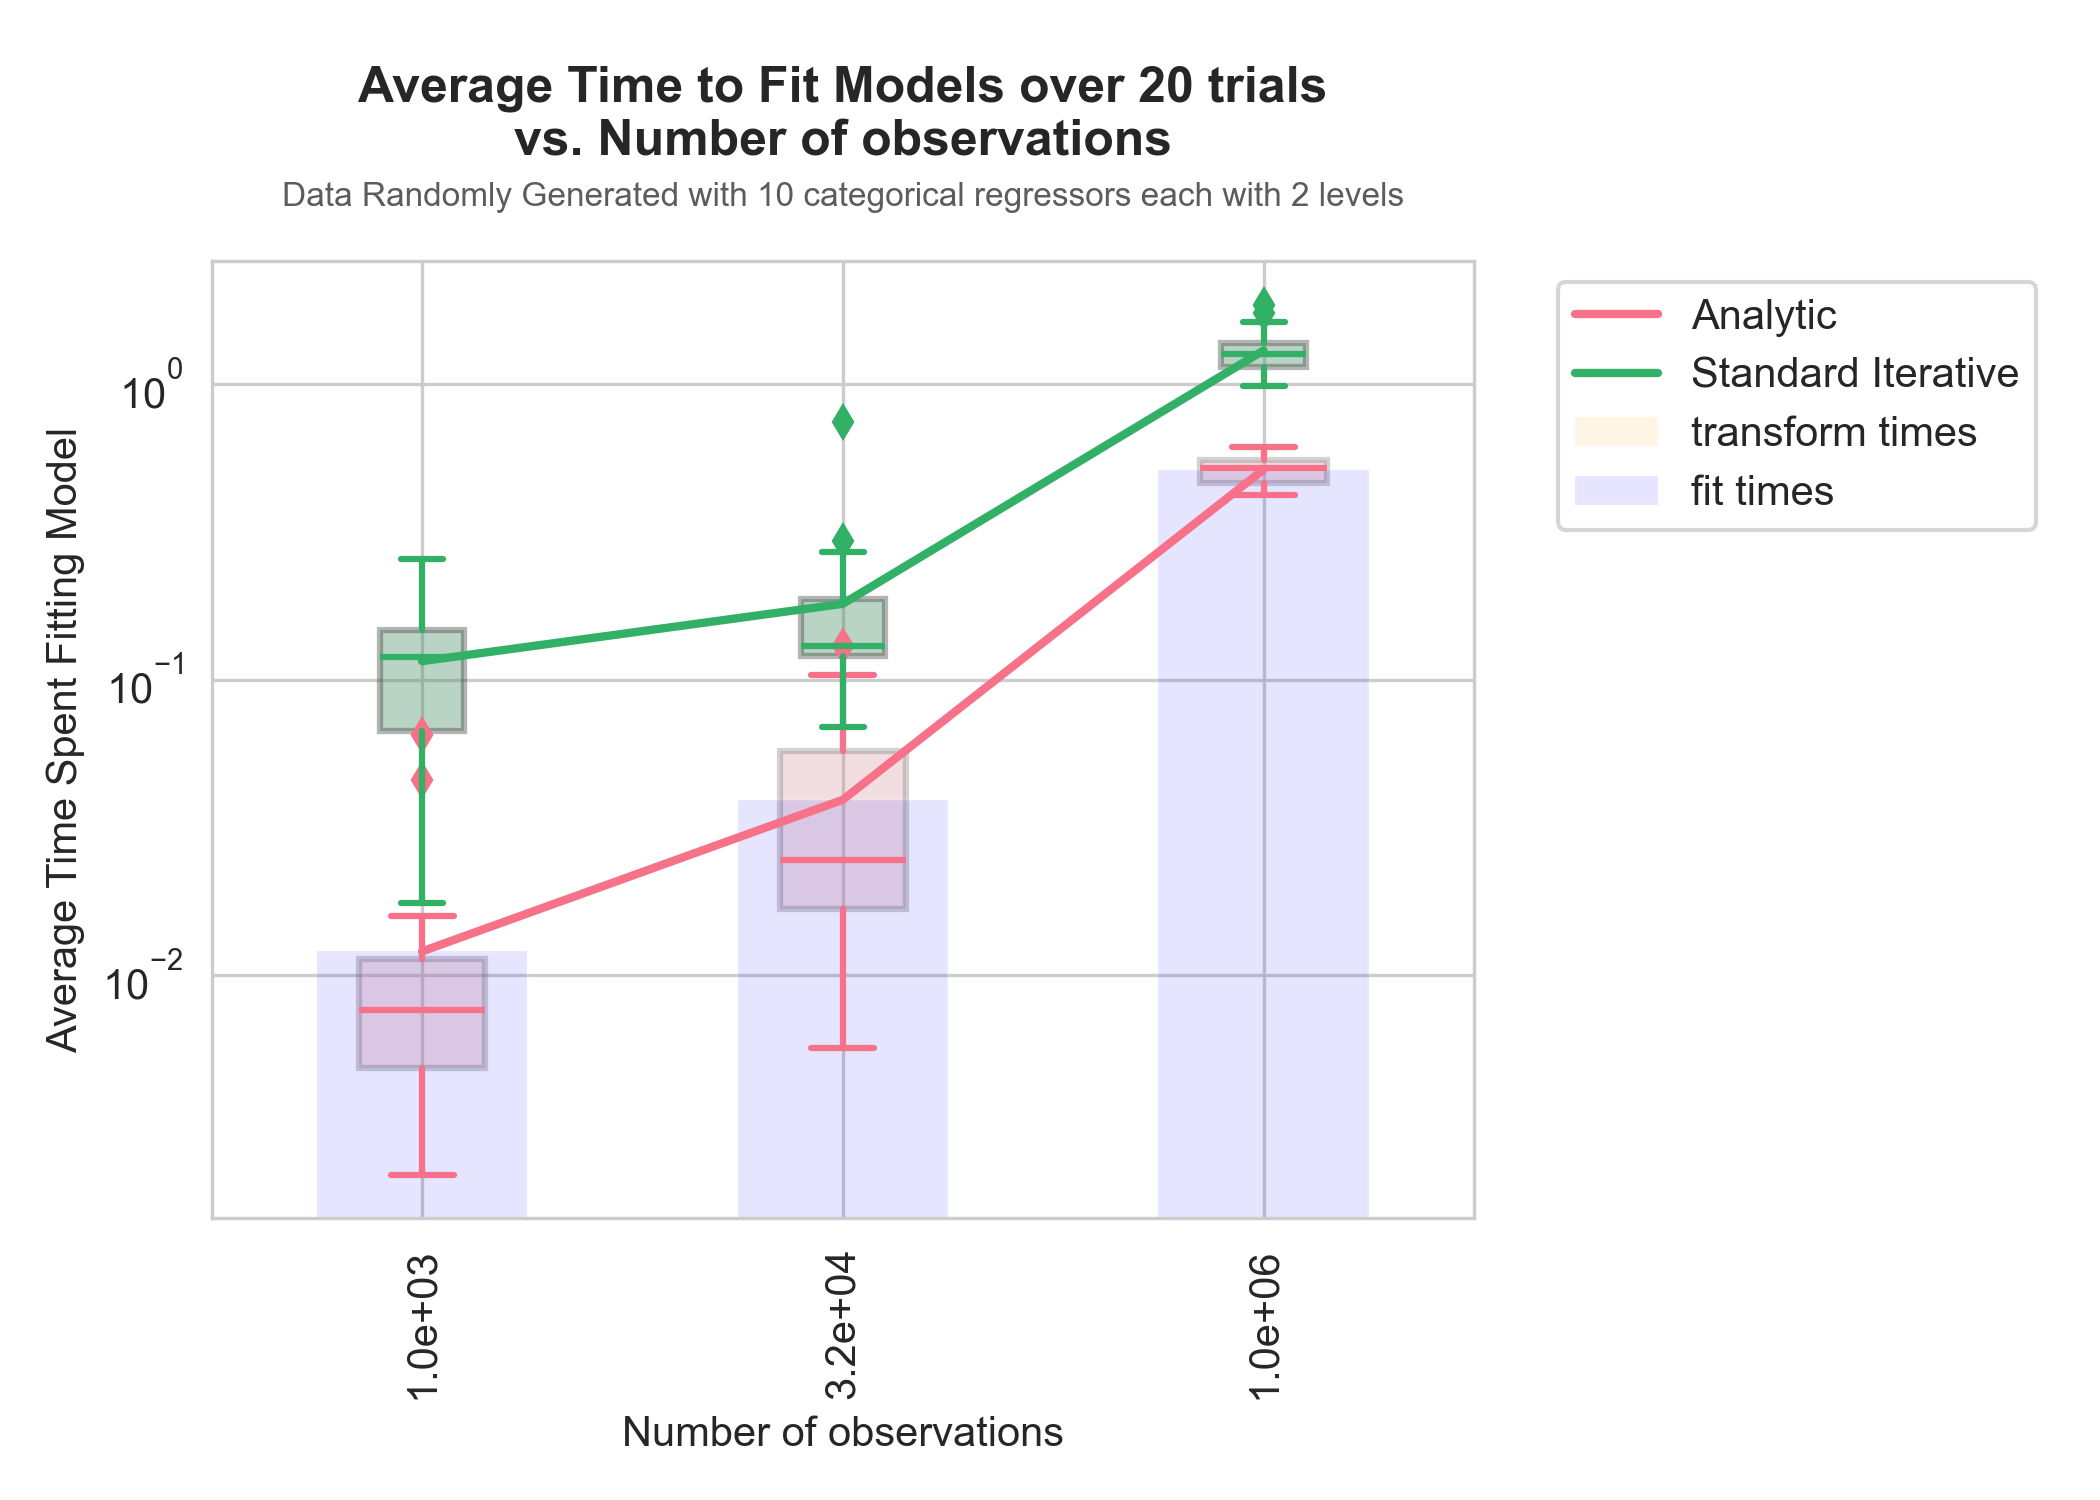 Average Time to Fit Models over 20 trials
vs. Number of observations
Data Randomly Generated with 10 categorical regressors each with 2 levels
Average Time Spent Fitting Model
10^0
10^−1
10^−2
Analytic
Standard Iterative
transform times
fit times
1.0e+03
3.2e+04
1.0e+06
Number of observations